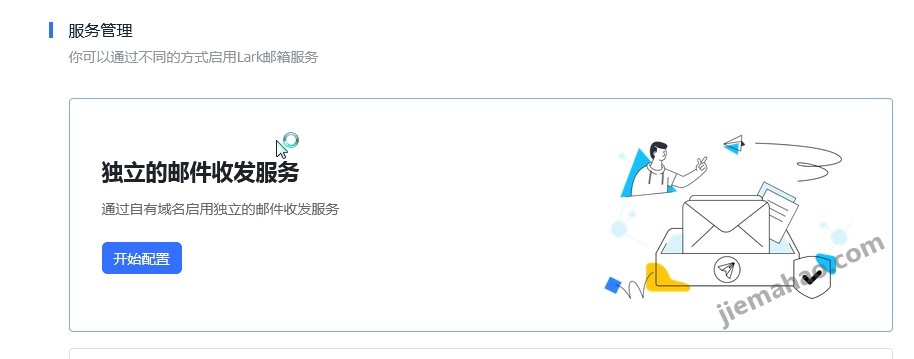 服务管理
你可以通过不同的方式启用Lark邮箱服务
独立的邮件收发服务
通过自有域名启用独立的邮件收发服务
开始配置
jiemahao.com